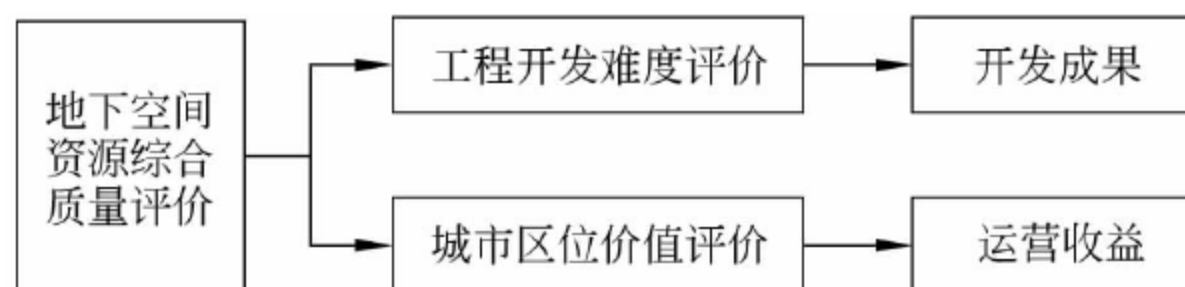 地下空间
资源综合
质量评价
工程开发难度评价
开发成果
城市区位价值评价
运营收益